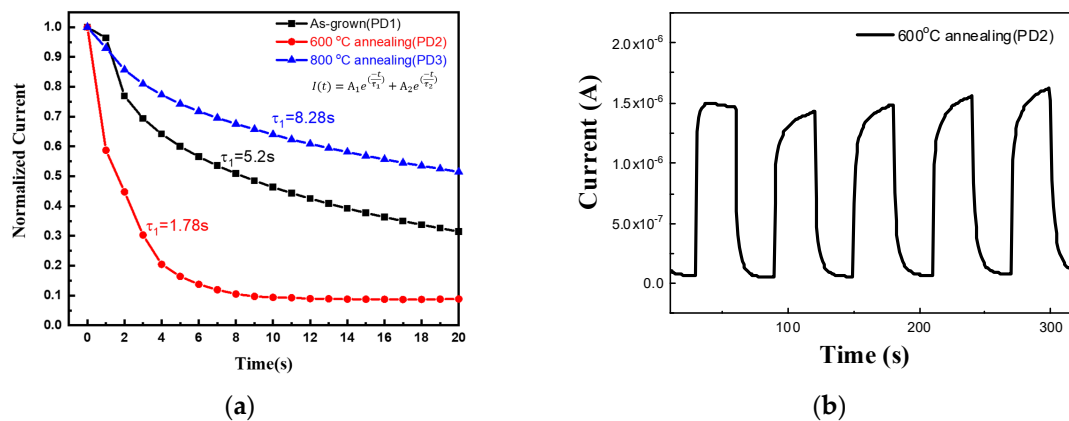 As-grown(PD1)
600 °C annealing(PD2)
800 °C annealing(PD3)
I(t) = A₁e^(−t/τ₁) + A₂e^(−t/τ₂)
τ₁=8.28s
τ₁=5.2s
τ₁=1.78s
1.0
0.9
0.8
0.7
0.6
0.5
0.4
0.3
0.2
0.1
0.0
Normalized Current
0 2 4 6 8 10 12 14 16 18 20
Time(s)
(a)
600°C annealing(PD2)
2.0x10⁻⁶
1.5x10⁻⁶
1.0x10⁻⁶
5.0x10⁻⁷
0.0
Current (A)
100 200 300
Time (s)
(b)